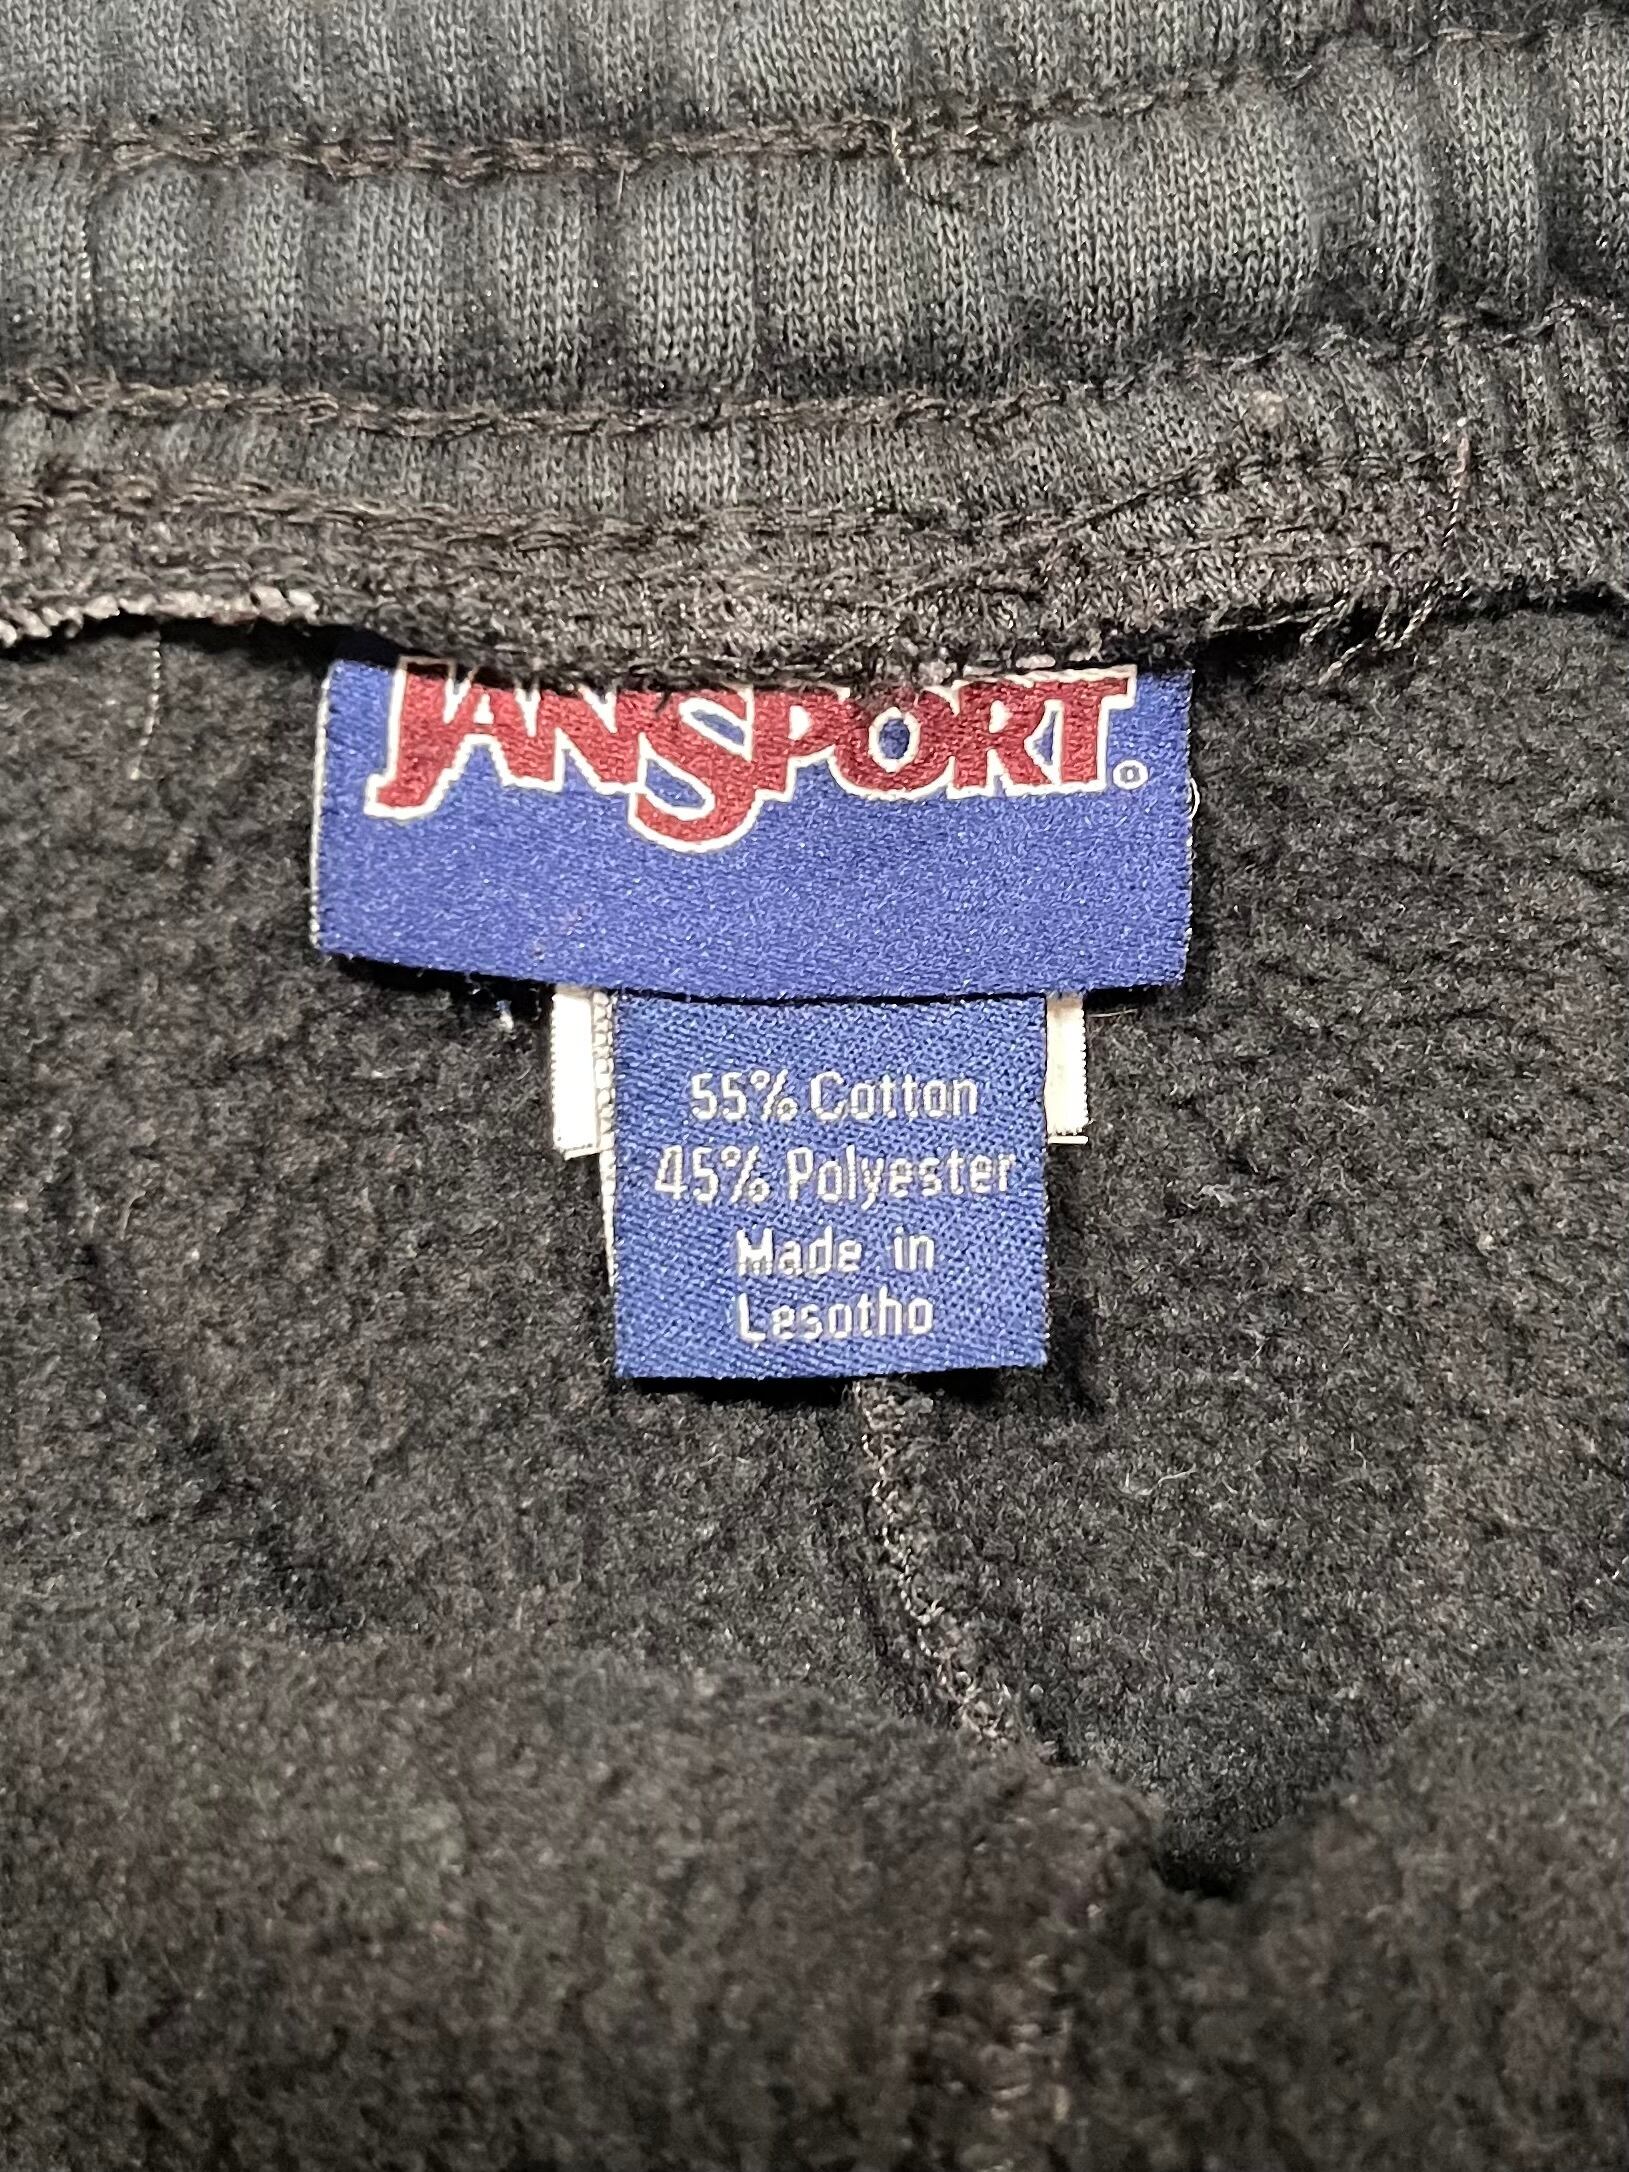 JANSPORT
55% Cotton
45% Polyester
Made in
Lesotho